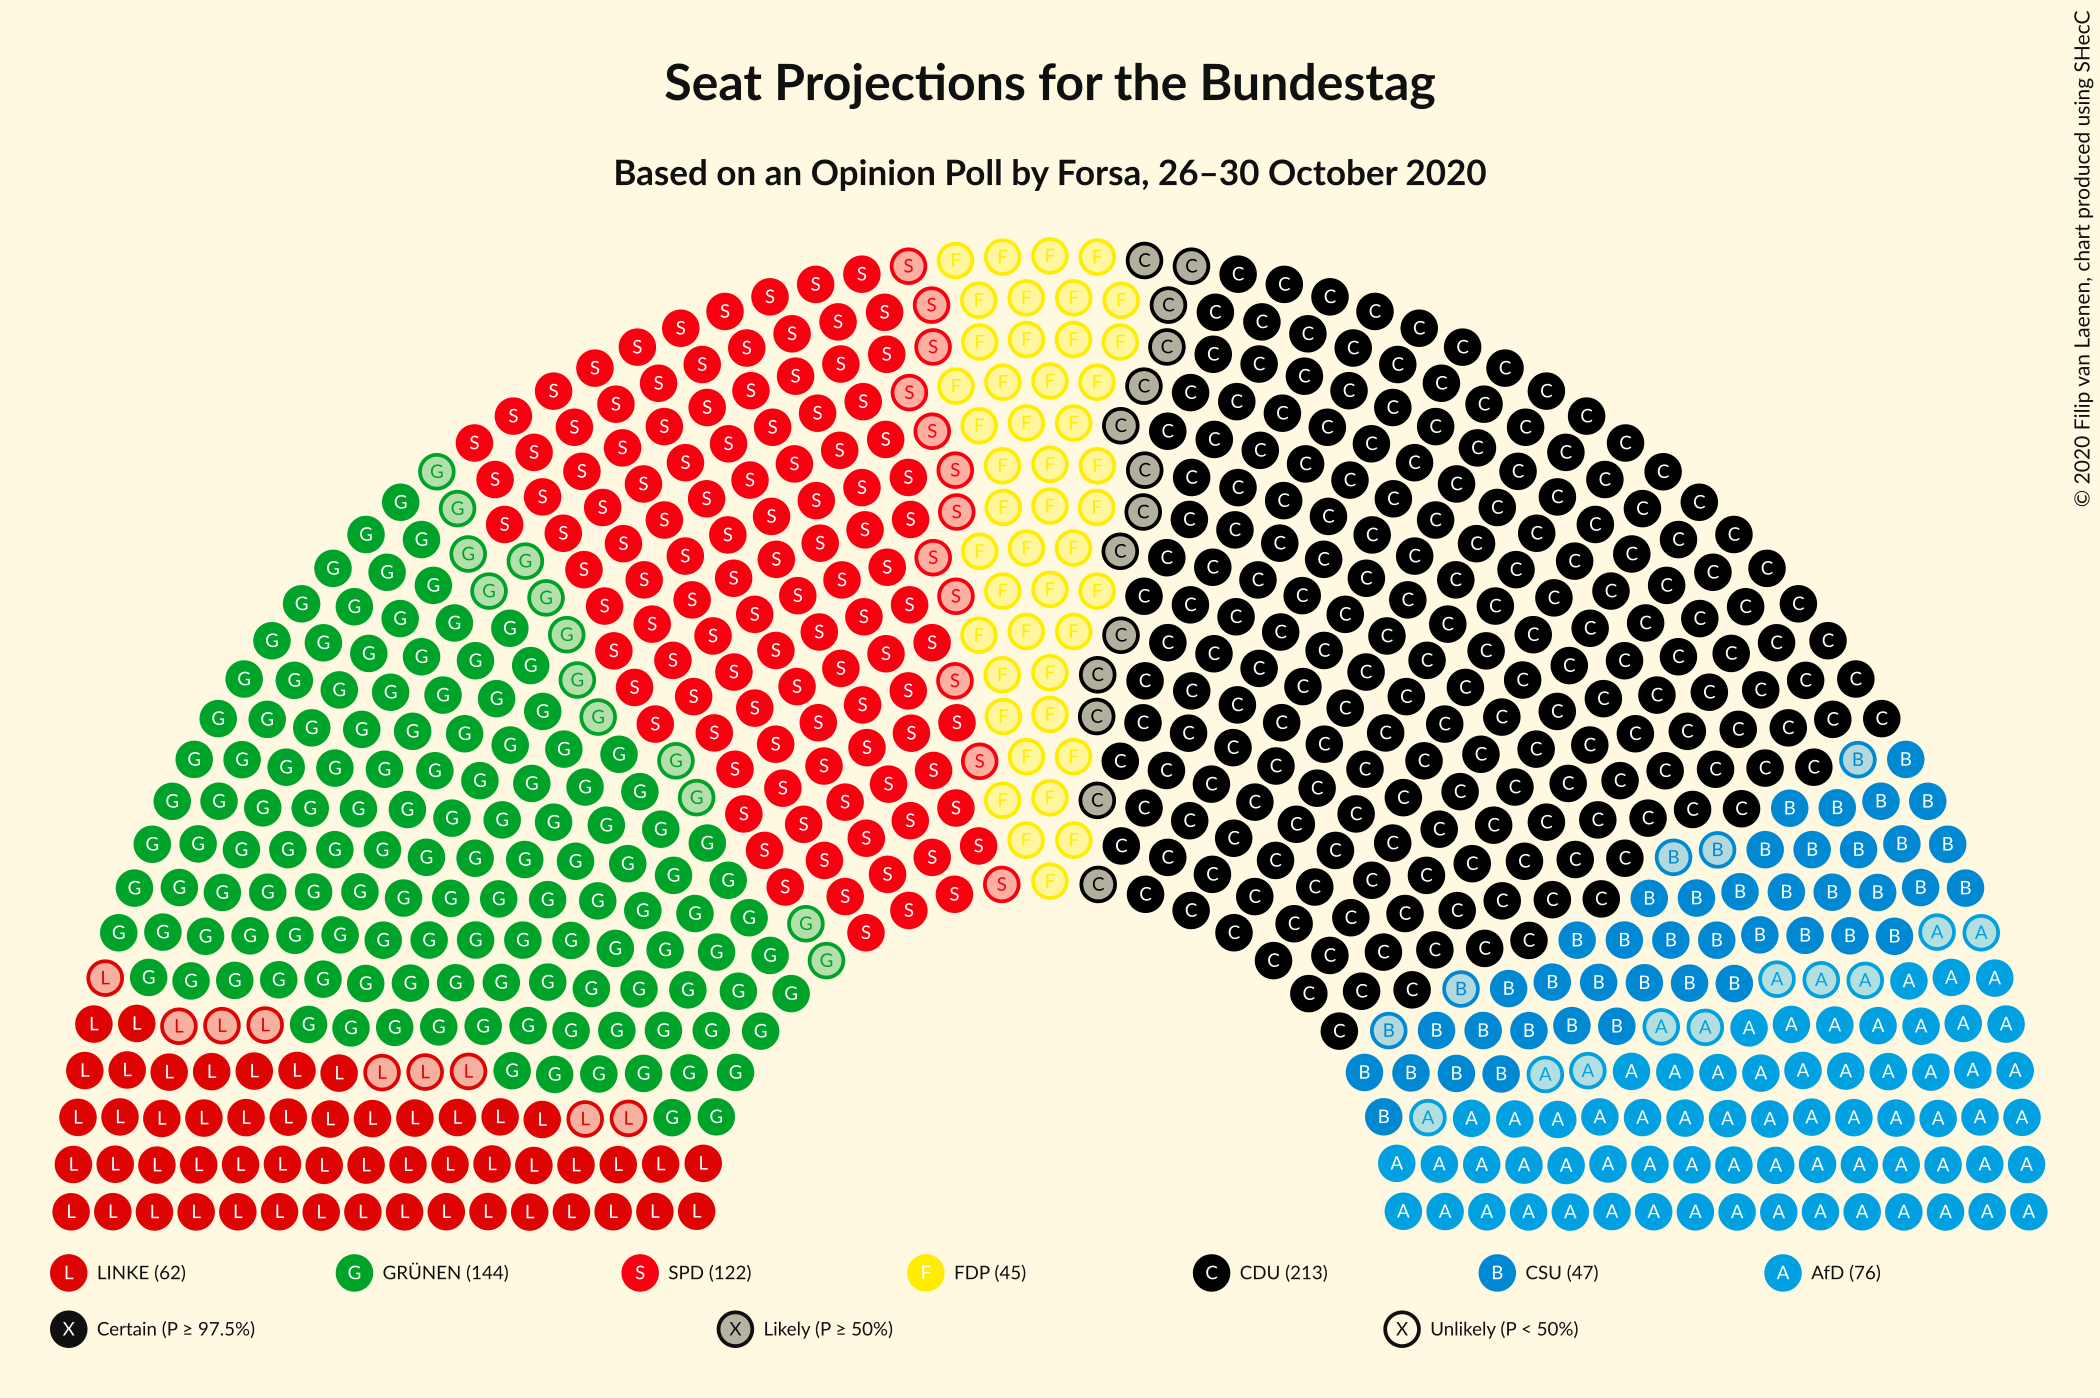 Seat Projections for the Bundestag
Based on an Opinion Poll by Forsa, 26–30 October 2020
© 2020 Filip van Laenen, chart produced using SHecC
L LINKE (62) G GRÜNEN (144) S SPD (122) F FDP (45) C CDU (213) B CSU (47) A AfD (76)
X Certain (P ≥ 97.5%) X Likely (P ≥ 50%) X Unlikely (P < 50%)